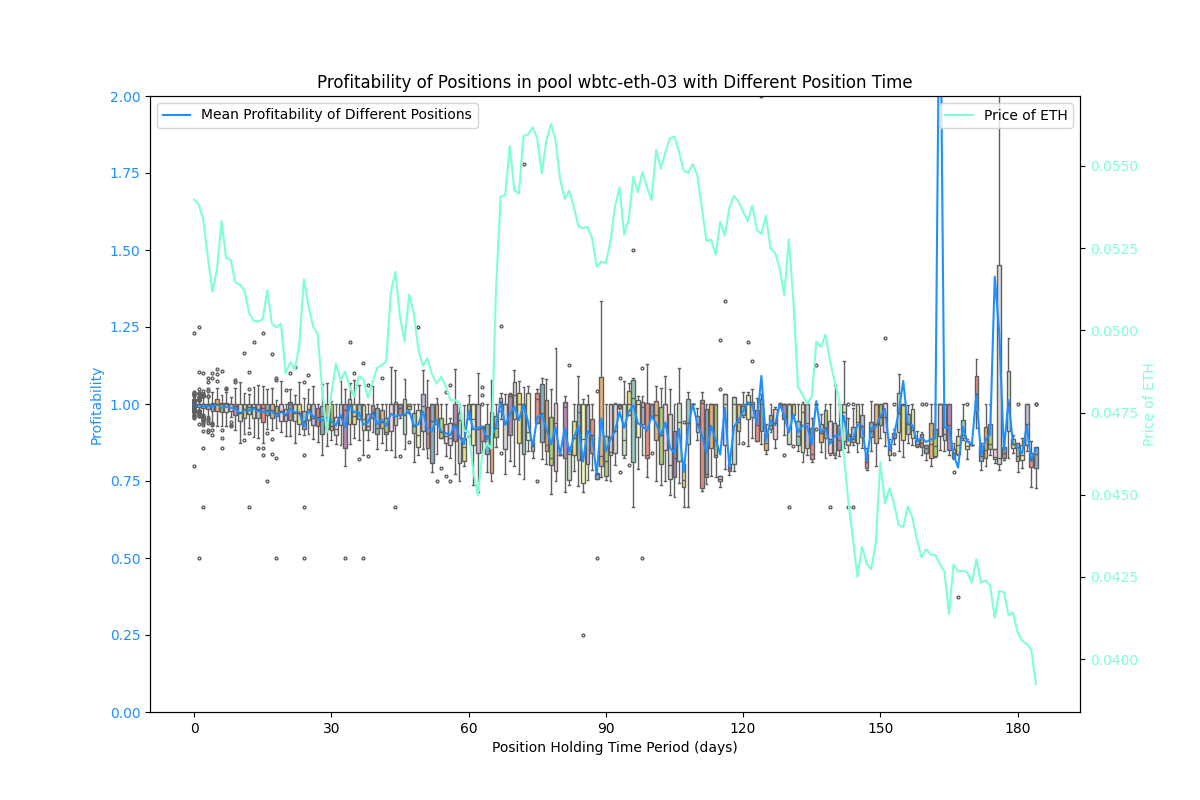 Profitability of Positions in pool wbtc-eth-03 with Different Position Time
Mean Profitability of Different Positions
Price of ETH
2.00
1.75
1.50
1.25
1.00
0.75
0.50
0.25
0.00
Profitability
0.0550
0.0525
0.0500
0.0475
0.0450
0.0425
0.0400
Price of ETH
0 30 60 90 120 150 180
Position Holding Time Period (days)